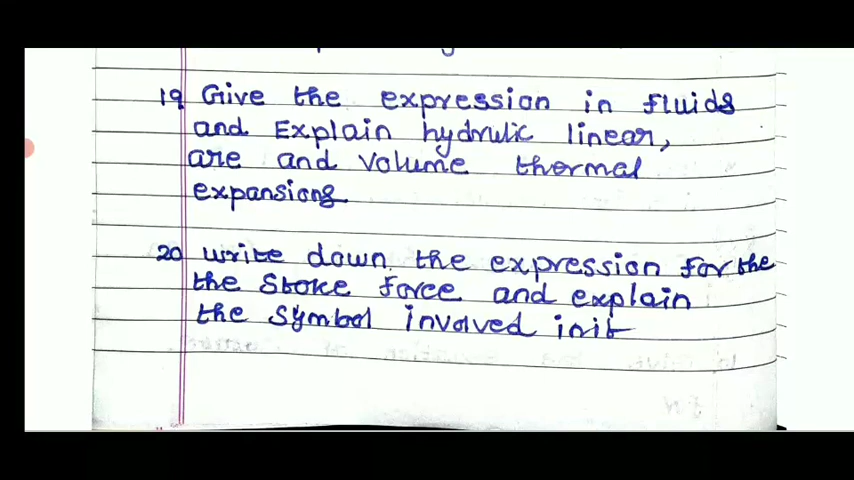 19 Give the expression in fluids
and Explain hydrulic linear,
are and volume thermal
expansions
20 write down the expression for the
the Stoke force and explain
the Symbol involved init